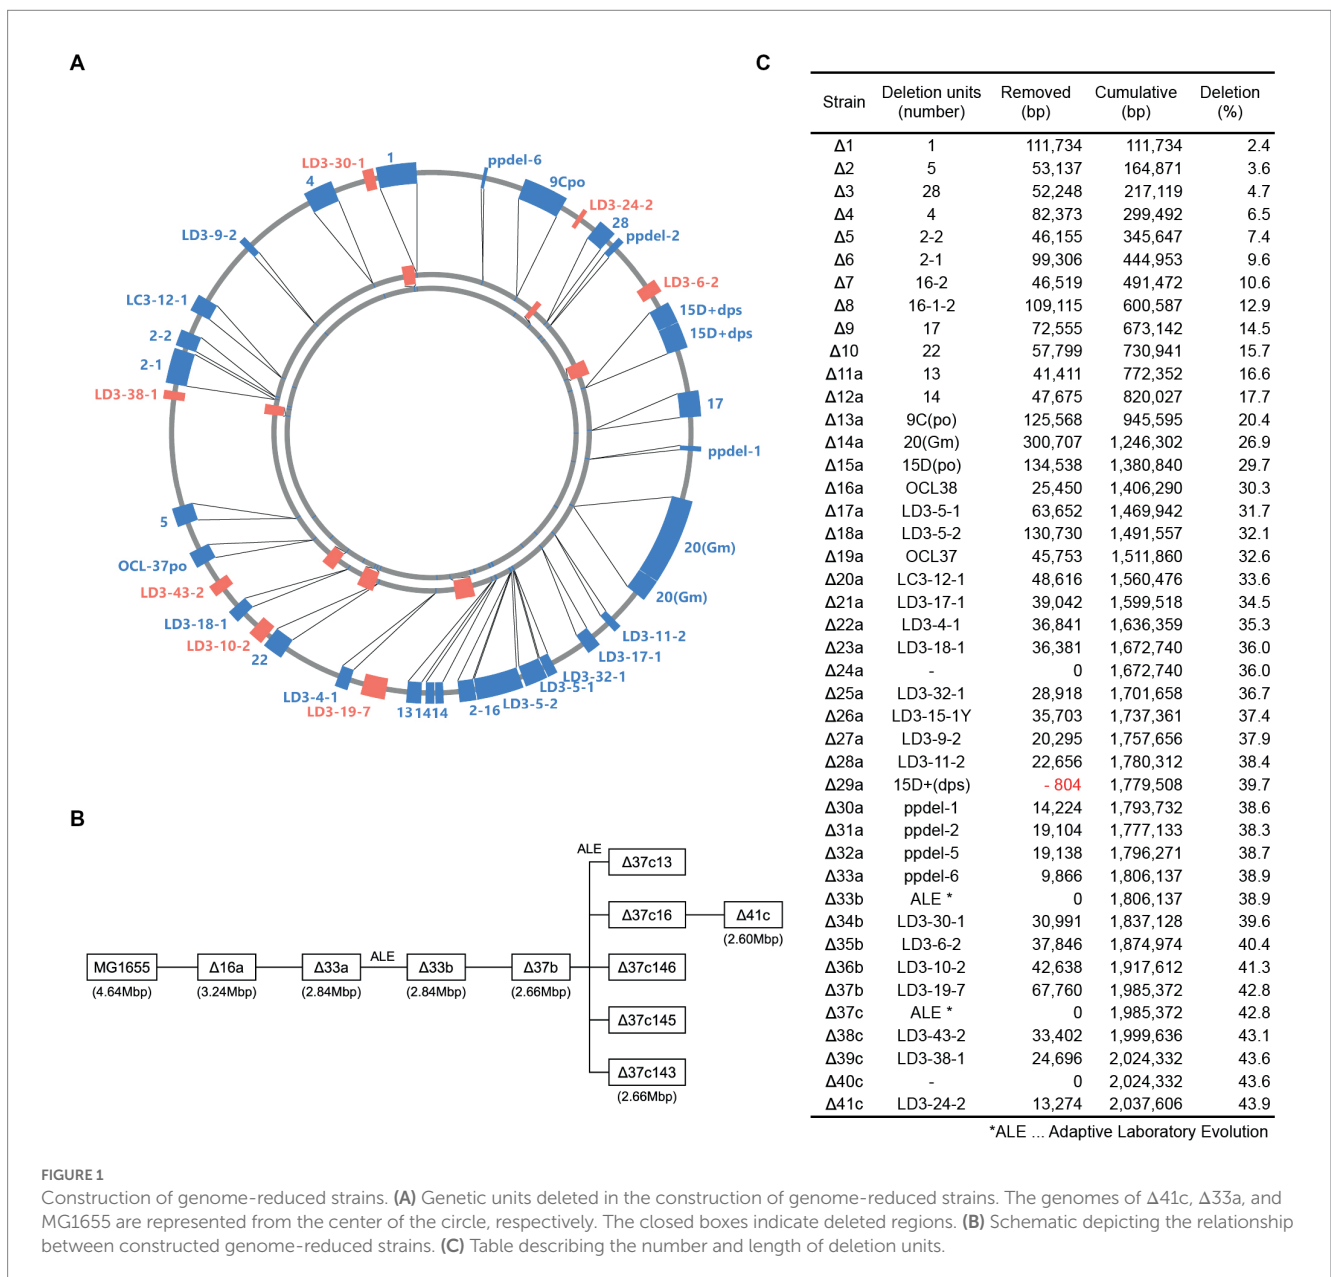 A
LD3-30-1
1
ppdel-6
4
9Cpo
LD3-24-2
28
ppdel-2
LD3-9-2
LD3-6-2
LC3-12-1
15D+dps
2-2
15D+dps
2-1
LD3-38-1
17
ppdel-1
5
20(Gm)
OCL-37po
LD3-43-2
20(Gm)
LD3-18-1
LD3-11-2
LD3-10-2
22
LD3-17-1
LD3-32-1
LD3-4-1
LD3-5-1
LD3-19-7
LD3-5-2
13 14 14
2-16
B
ALE
Δ37c13
Δ37c16
Δ41c
(2.60Mbp)
MG1655
Δ16a
Δ33a
ALE
Δ33b
Δ37b
Δ37c146
(4.64Mbp)
(3.24Mbp)
(2.84Mbp)
(2.84Mbp)
(2.66Mbp)
Δ37c145
Δ37c143
(2.66Mbp)
C
Strain Deletion units (number) Removed (bp) Cumulative (bp) Deletion (%)
Δ1 1 111,734 111,734 2.4
Δ2 5 53,137 164,871 3.6
Δ3 28 52,248 217,119 4.7
Δ4 4 82,373 299,492 6.5
Δ5 2-2 46,155 345,647 7.4
Δ6 2-1 99,306 444,953 9.6
Δ7 16-2 46,519 491,472 10.6
Δ8 16-1-2 109,115 600,587 12.9
Δ9 17 72,555 673,142 14.5
Δ10 22 57,799 730,941 15.7
Δ11a 13 41,411 772,352 16.6
Δ12a 14 47,675 820,027 17.7
Δ13a 9C(po) 125,568 945,595 20.4
Δ14a 20(Gm) 300,707 1,246,302 26.9
Δ15a 15D(po) 134,538 1,380,840 29.7
Δ16a OCL38 25,450 1,406,290 30.3
Δ17a LD3-5-1 63,652 1,469,942 31.7
Δ18a LD3-5-2 130,730 1,491,557 32.1
Δ19a OCL37 45,753 1,511,860 32.6
Δ20a LC3-12-1 48,616 1,560,476 33.6
Δ21a LD3-17-1 39,042 1,599,518 34.5
Δ22a LD3-4-1 36,841 1,636,359 35.3
Δ23a LD3-18-1 36,381 1,672,740 36.0
Δ24a - 0 1,672,740 36.0
Δ25a LD3-32-1 28,918 1,701,658 36.7
Δ26a LD3-15-1Y 35,703 1,737,361 37.4
Δ27a LD3-9-2 20,295 1,757,656 37.9
Δ28a LD3-11-2 22,656 1,780,312 38.4
Δ29a 15D+(dps) - 804 1,779,508 39.7
Δ30a ppdel-1 14,224 1,793,732 38.6
Δ31a ppdel-2 19,104 1,777,133 38.3
Δ32a ppdel-5 19,138 1,796,271 38.7
Δ33a ppdel-6 9,866 1,806,137 38.9
Δ33b ALE * 0 1,806,137 38.9
Δ34b LD3-30-1 30,991 1,837,128 39.6
Δ35b LD3-6-2 37,846 1,874,974 40.4
Δ36b LD3-10-2 42,638 1,917,612 41.3
Δ37b LD3-19-7 67,760 1,985,372 42.8
Δ37c ALE * 0 1,985,372 42.8
Δ38c LD3-43-2 33,402 1,999,636 43.1
Δ39c LD3-38-1 24,696 2,024,332 43.6
Δ40c - 0 2,024,332 43.6
Δ41c LD3-24-2 13,274 2,037,606 43.9
*ALE ... Adaptive Laboratory Evolution
FIGURE 1
Construction of genome-reduced strains. (A) Genetic units deleted in the construction of genome-reduced strains. The genomes of Δ41c, Δ33a, and
MG1655 are represented from the center of the circle, respectively. The closed boxes indicate deleted regions. (B) Schematic depicting the relationship
between constructed genome-reduced strains. (C) Table describing the number and length of deletion units.